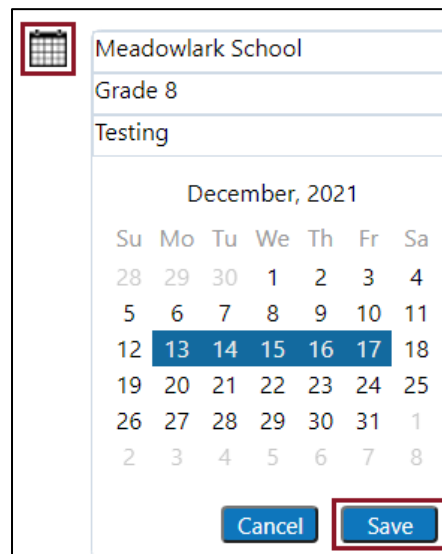 Meadowlark School
Grade 8
Testing
December, 2021
Su Mo Tu We Th Fr Sa
28 29 30 1 2 3 4
5 6 7 8 9 10 11
12 13 14 15 16 17 18
19 20 21 22 23 24 25
26 27 28 29 30 31 1
2 3 4 5 6 7 8
Cancel Save